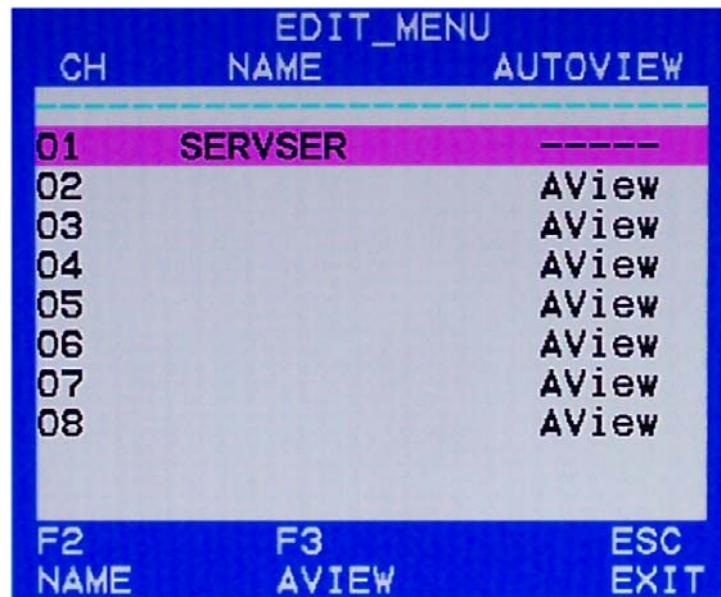 EDIT_MENU
CH NAME AUTOVIEW
--------------------------------
01 SERVSER -----
02 AView
03 AView
04 AView
05 AView
06 AView
07 AView
08 AView
F2 F3 ESC
NAME AVIEW EXIT